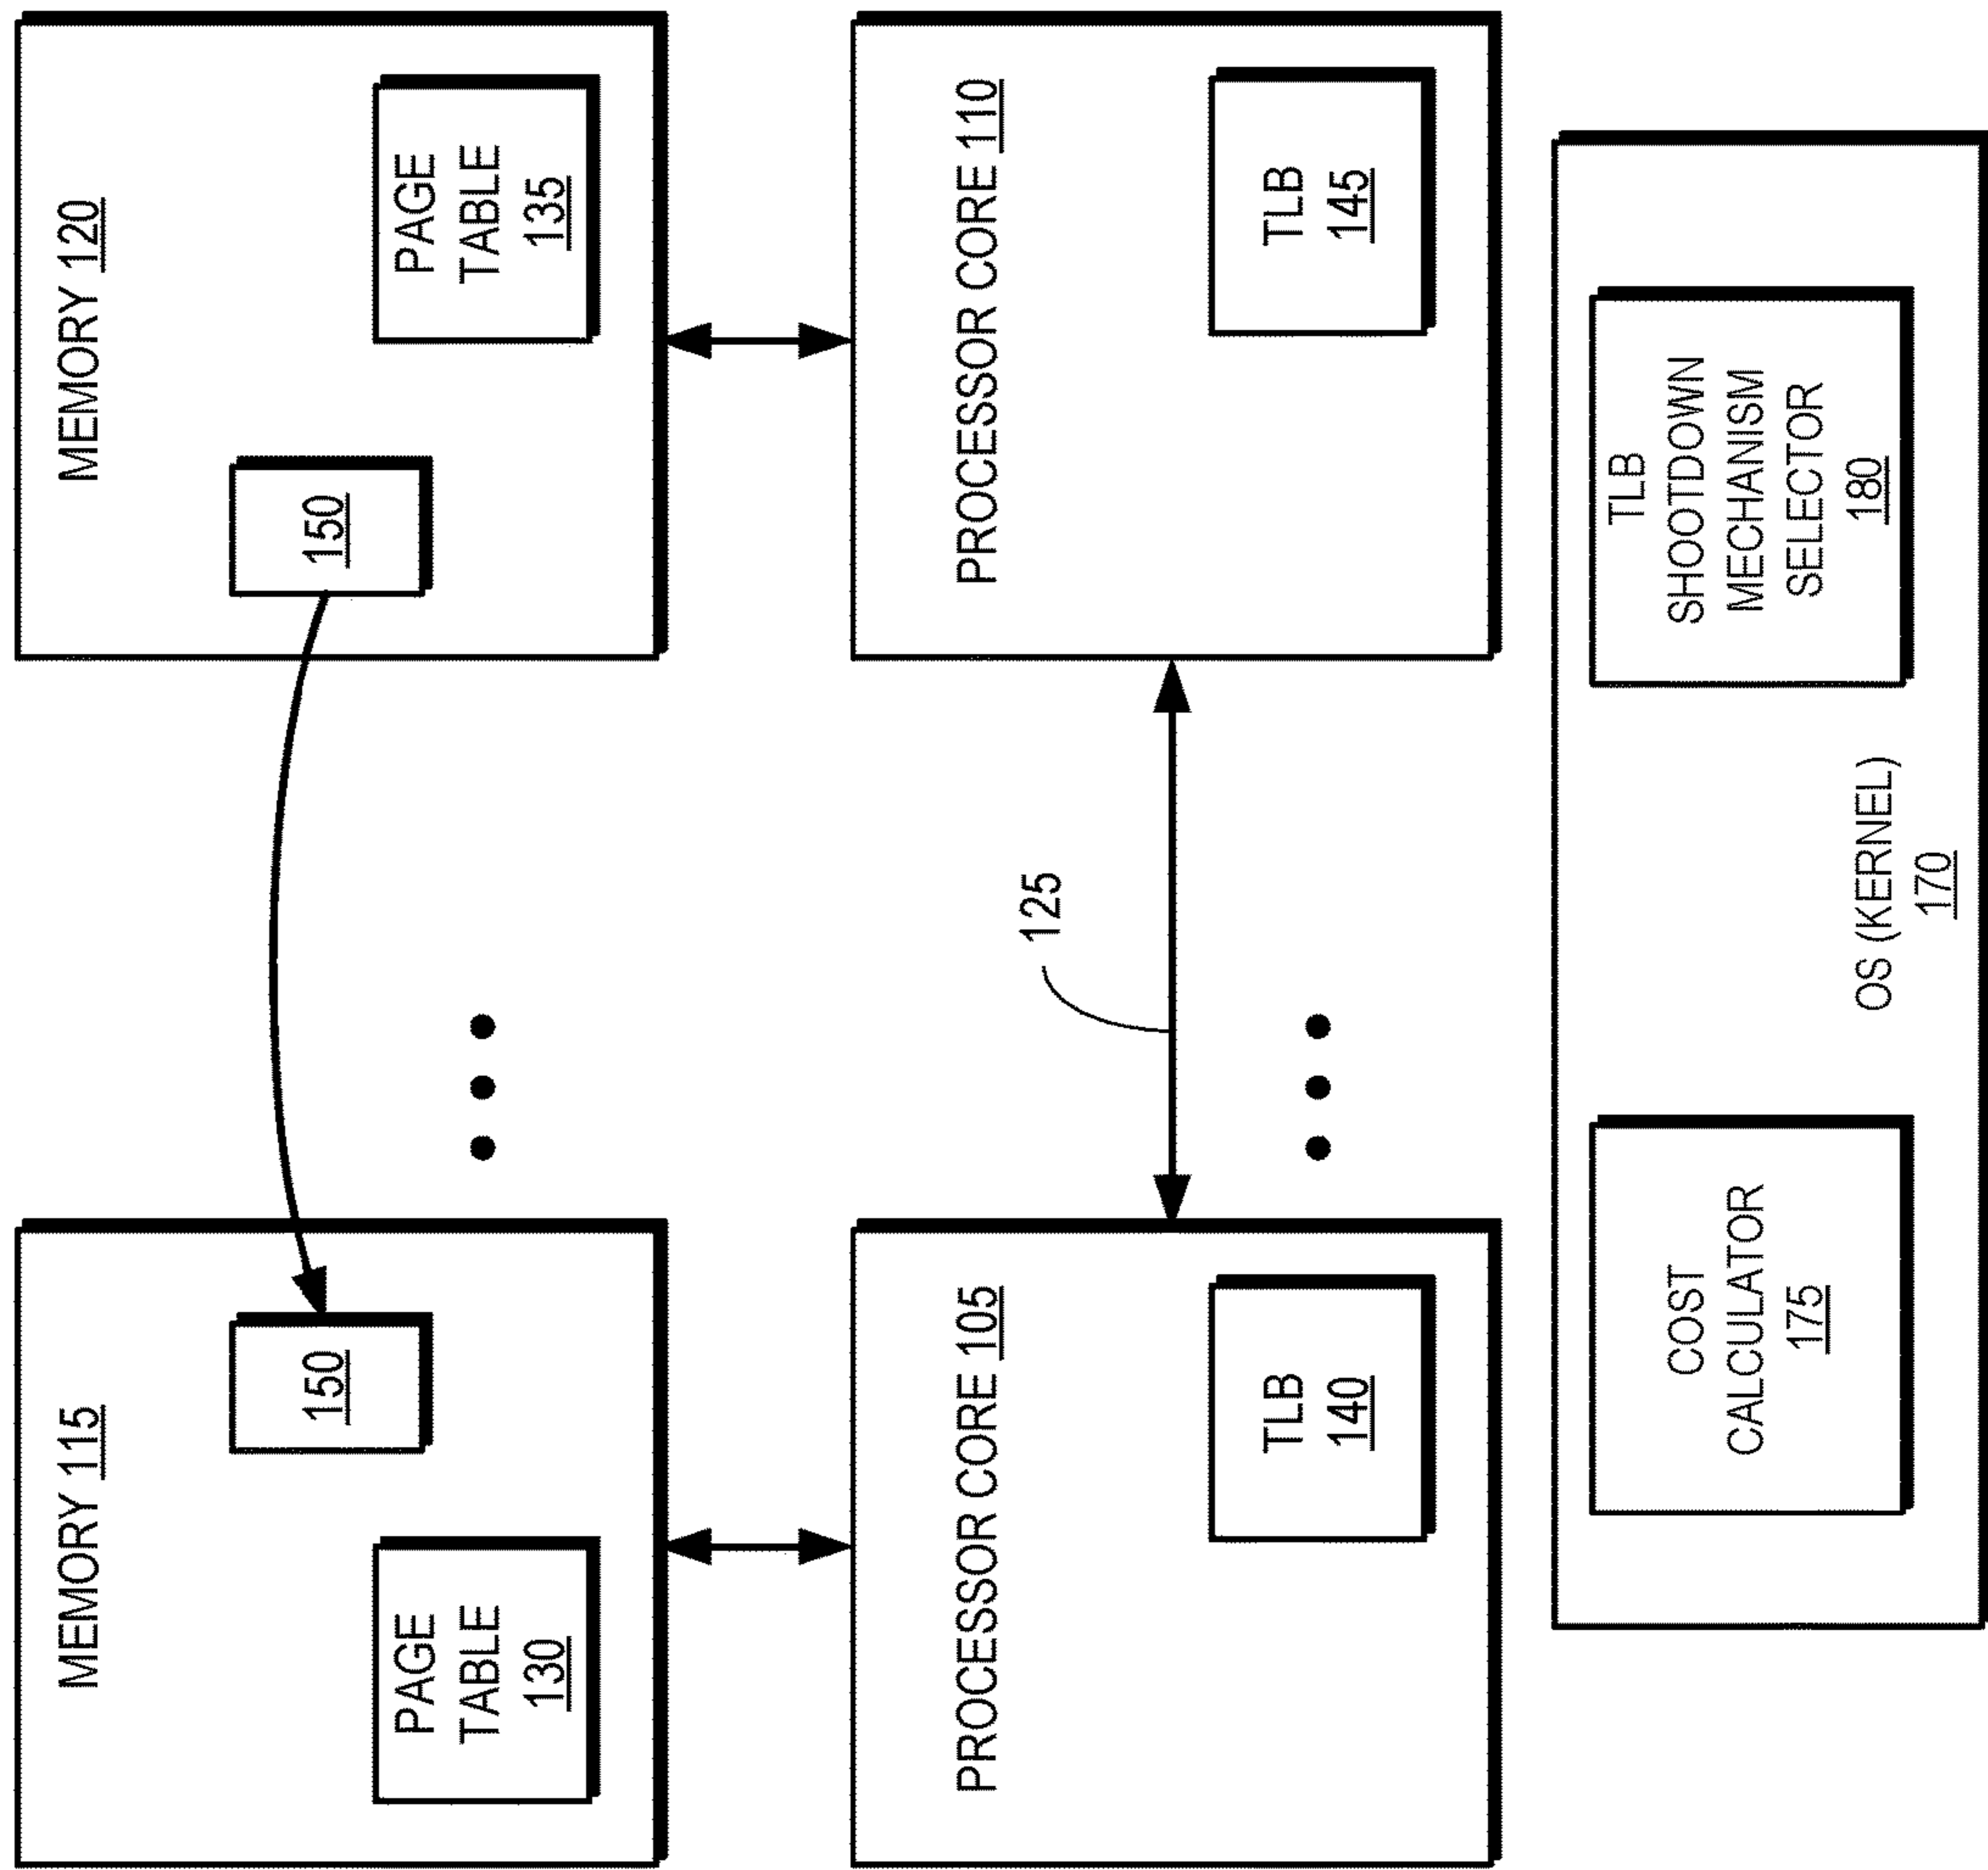 MEMORY 115
150
PAGE
TABLE
130
MEMORY 120
150
PAGE
TABLE
135
PROCESSOR CORE 105
TLB
140
125
PROCESSOR CORE 110
TLB
145
COST
CALCULATOR
175
OS (KERNEL)
170
TLB
SHOOTDOWN
MECHANISM
SELECTOR
180